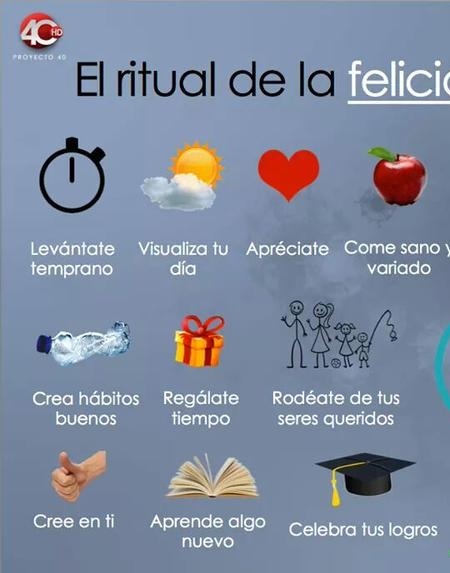 40 HD
PROYECTO 40
El ritual de la felici
Levántate
temprano
Visualiza tu
día
Apréciate
Come sano y
variado
Crea hábitos
buenos
Regálate
tiempo
Rodéate de tus
seres queridos
Cree en ti
Aprende algo
nuevo
Celebra tus logros